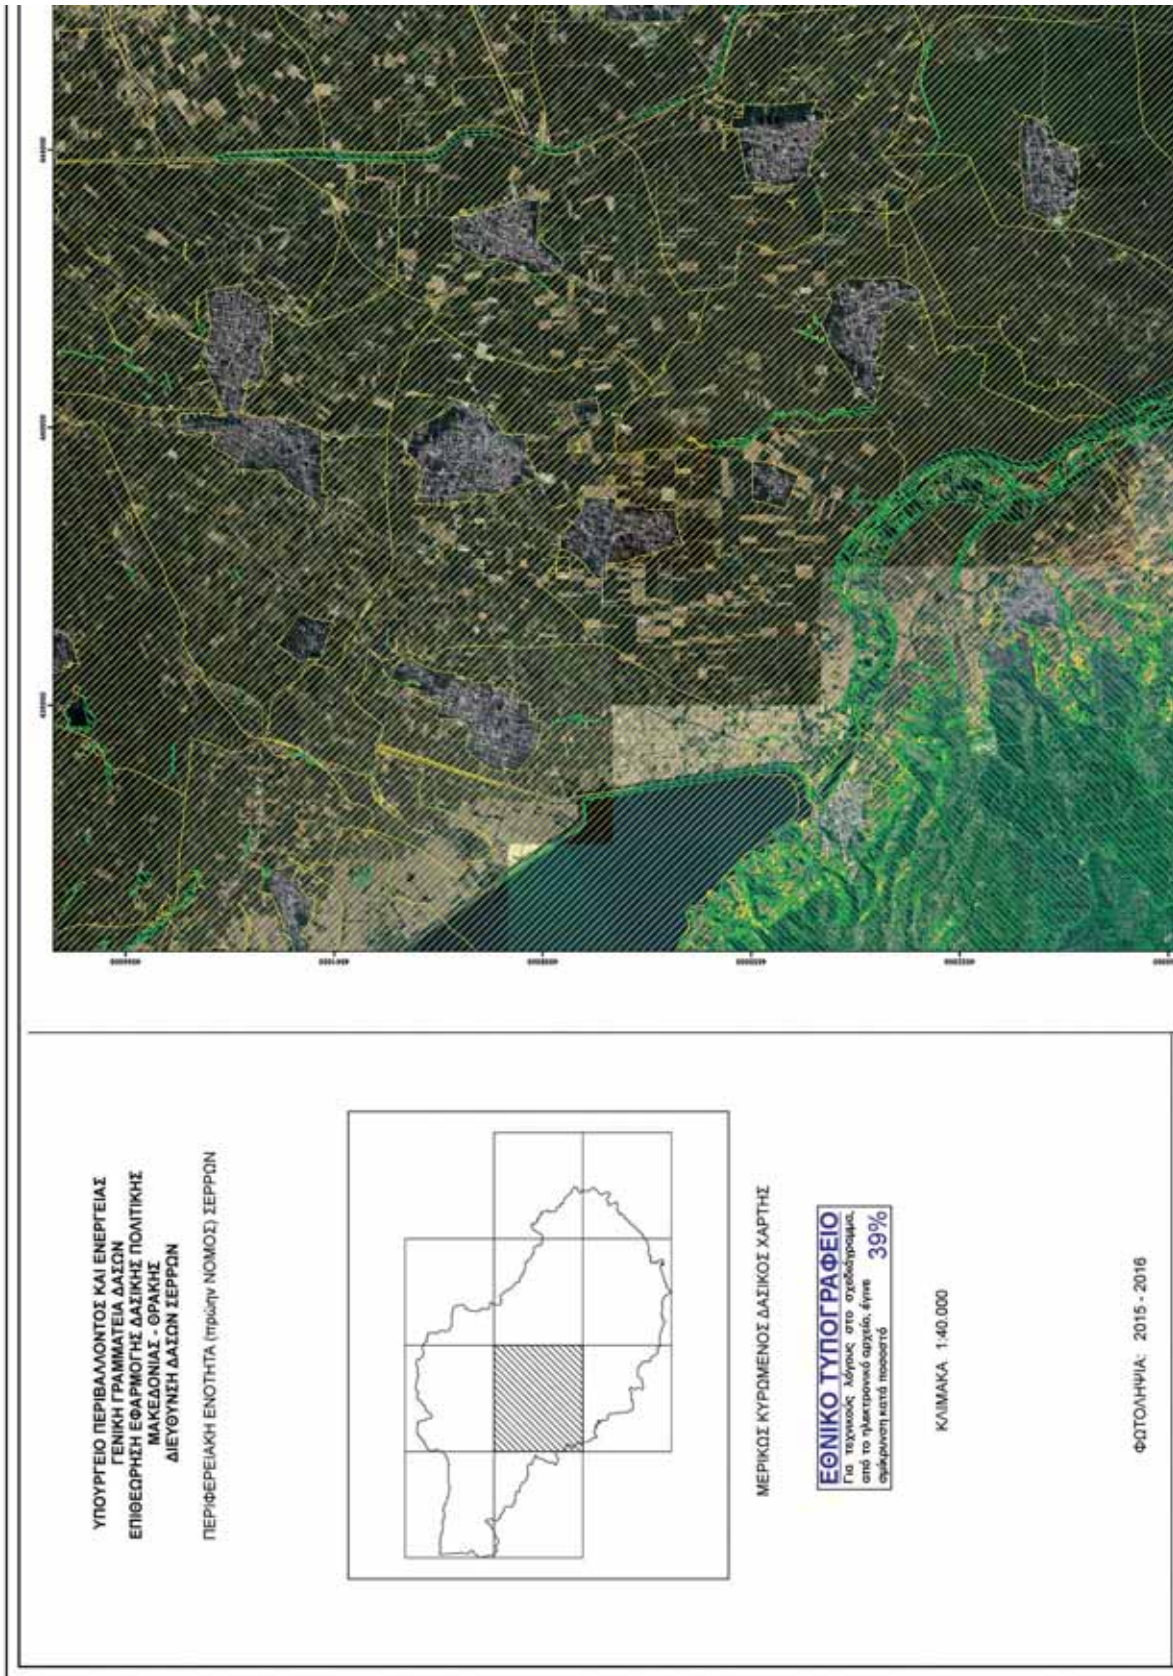 ΥΠΟΥΡΓΕΙΟ ΠΕΡΙΒΑΛΛΟΝΤΟΣ ΚΑΙ ΕΝΕΡΓΕΙΑΣ
ΓΕΝΙΚΗ ΓΡΑΜΜΑΤΕΙΑ ΔΑΣΩΝ
ΕΠΙΘΕΩΡΗΣΗ ΕΦΑΡΜΟΓΗΣ ΔΑΣΙΚΗΣ ΠΟΛΙΤΙΚΗΣ
ΜΑΚΕΔΟΝΙΑΣ - ΘΡΑΚΗΣ
ΔΙΕΥΘΥΝΣΗ ΔΑΣΩΝ ΣΕΡΡΩΝ
ΠΕΡΙΦΕΡΕΙΑΚΗ ΕΝΟΤΗΤΑ (πρώην ΝΟΜΟΣ) ΣΕΡΡΩΝ
ΜΕΡΙΚΩΣ ΚΥΡΩΜΕΝΟΣ ΔΑΣΙΚΟΣ ΧΑΡΤΗΣ
ΕΘΝΙΚΟ ΤΥΠΟΓΡΑΦΕΙΟ
Για τεχνικούς λόγους στο σχεδιάγραμμα,
από το ηλεκτρονικό αρχείο, έγινε
σμίκρυνση κατά ποσοστό 39%
ΚΛΙΜΑΚΑ 1:40.000
ΦΩΤΟΛΗΨΙΑ: 2015 - 2016